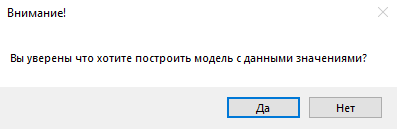 Внимание!
Вы уверены что хотите построить модель с данными значениями?
Да Нет